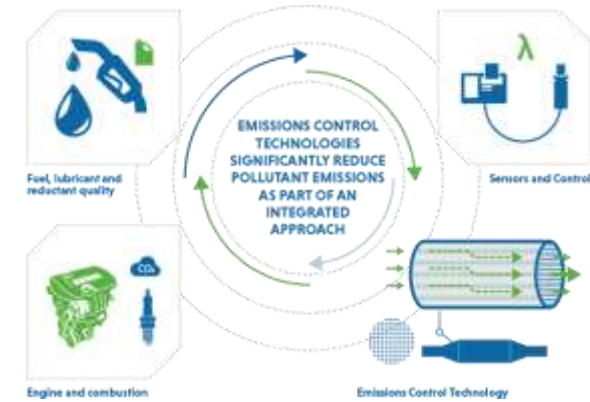 EMISSIONS CONTROL
TECHNOLOGIES
SIGNIFICANTLY REDUCE
POLLUTANT EMISSIONS
AS PART OF AN
INTEGRATED
APPROACH
λ
Fuel, lubricant and
reductant quality
Sensors and Control
CO₂
Engine and combustion
Emissions Control Technology